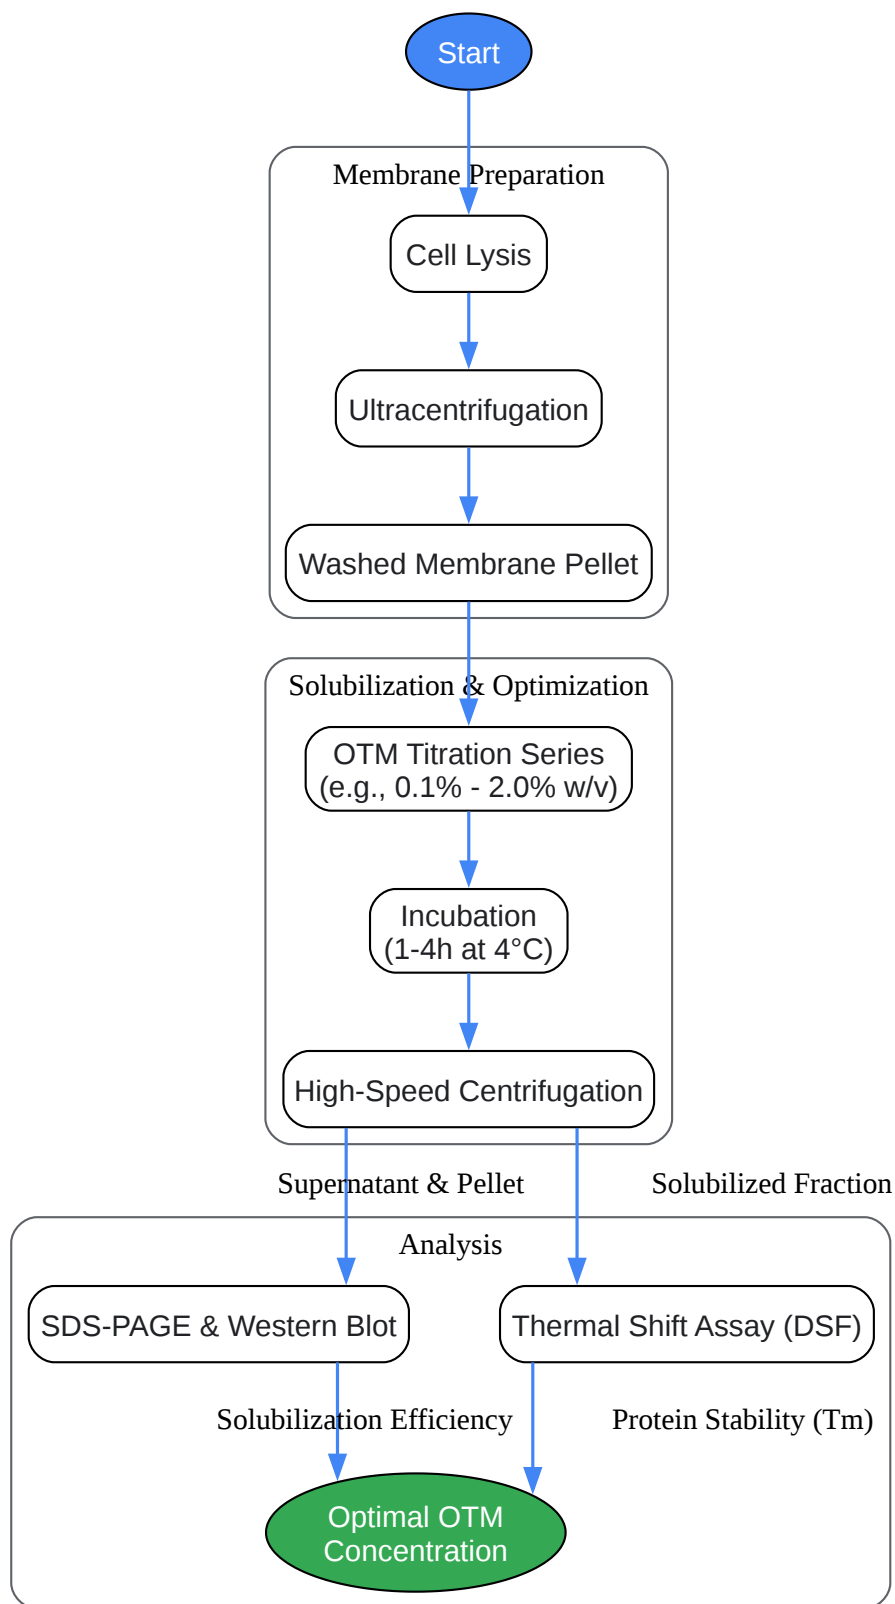 Start
Membrane Preparation
Cell Lysis
Ultracentrifugation
Washed Membrane Pellet
Solubilization & Optimization
OTM Titration Series
(e.g., 0.1% - 2.0% w/v)
Incubation
(1-4h at 4°C)
High-Speed Centrifugation
Supernatant & Pellet
Solubilized Fraction
Analysis
SDS-PAGE & Western Blot
Thermal Shift Assay (DSF)
Solubilization Efficiency
Protein Stability (Tm)
Optimal OTM
Concentration